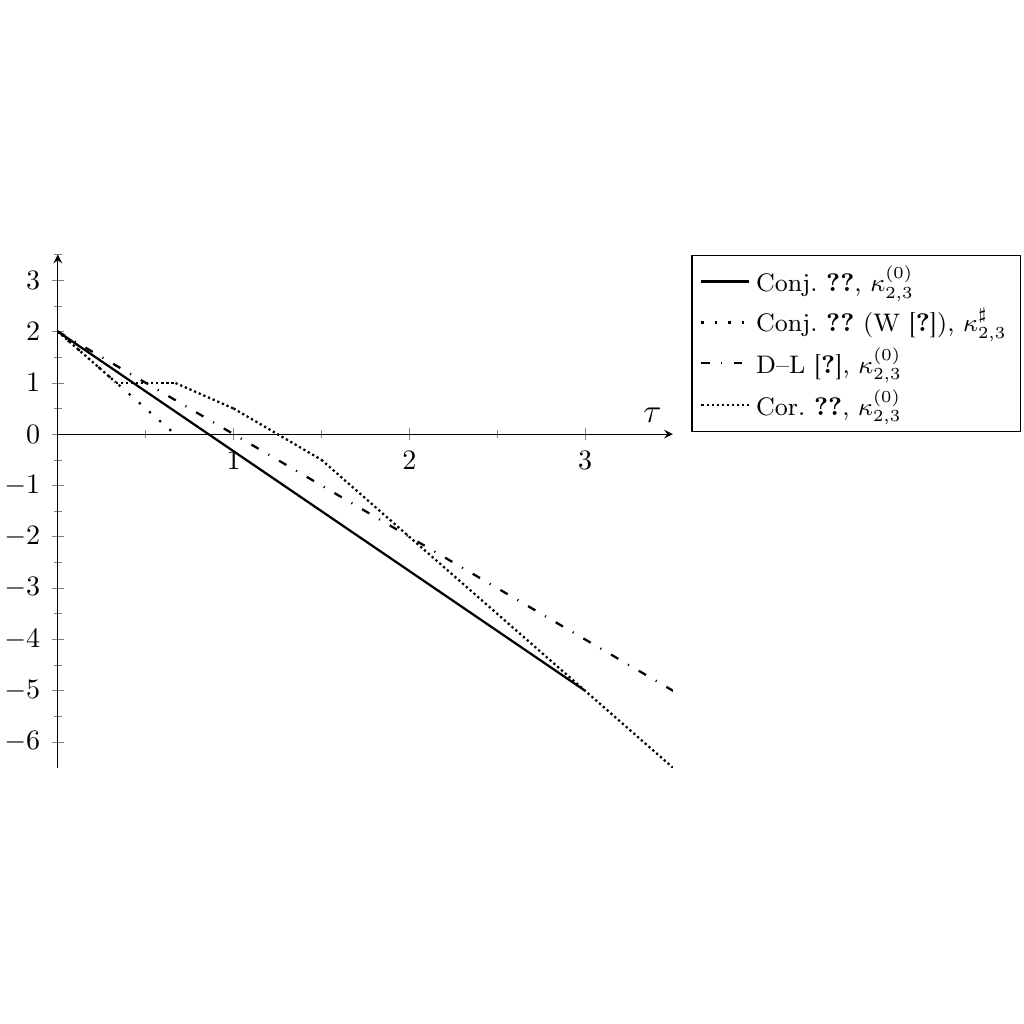 3
2
1
0
−1
−2
−3
−4
−5
−6
1 2 3
τ
Conj. ??, κ_{2,3}^{(0)}
Conj. ?? (W [?]), κ_{2,3}^{♯}
D–L [?], κ_{2,3}^{(0)}
Cor. ??, κ_{2,3}^{(0)}